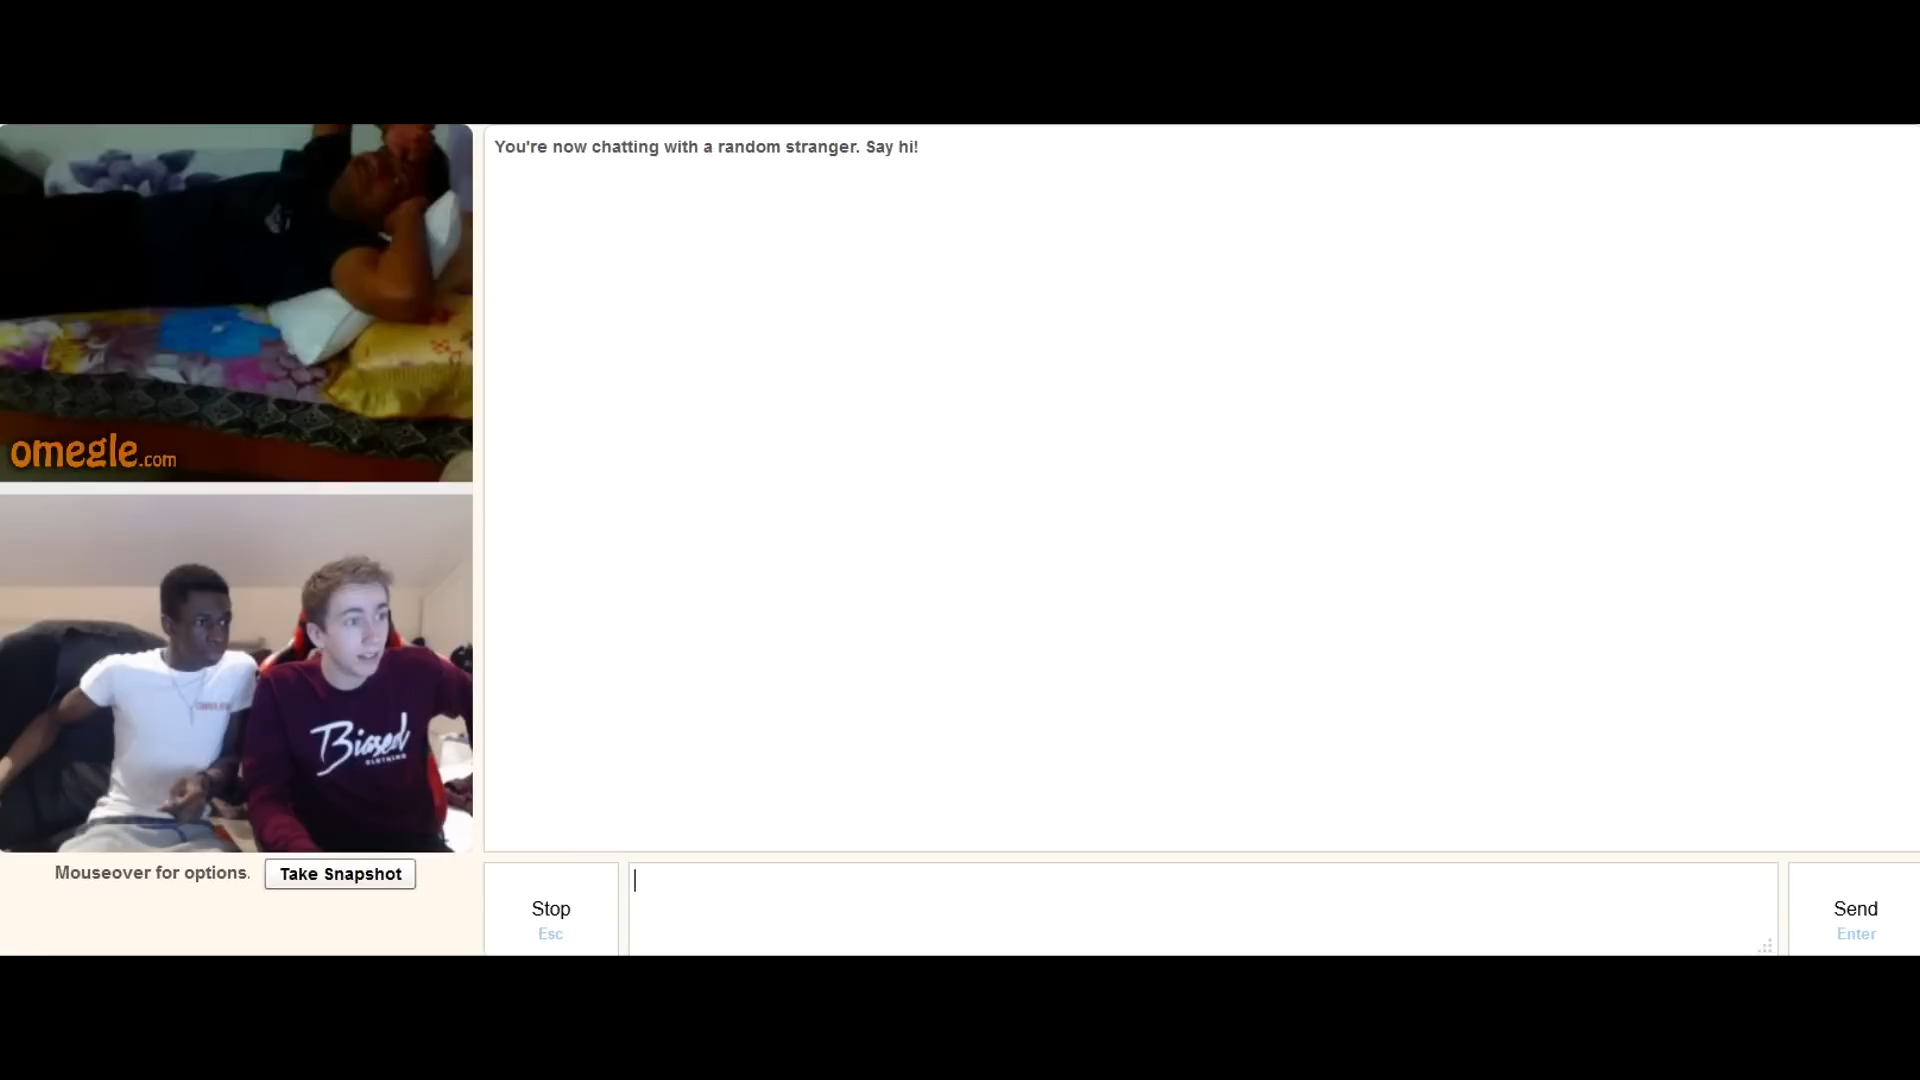 You're now chatting with a random stranger. Say hi!
omegle.com
Biased
CLOTHING
Mouseover for options.
Take Snapshot
Stop
Esc
Send
Enter